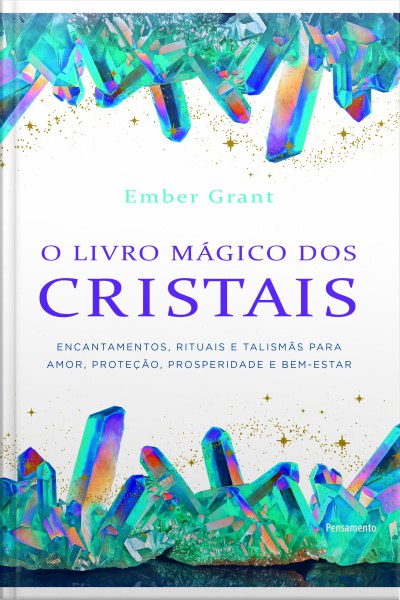 Ember Grant
O LIVRO MÁGICO DOS
CRISTAIS
ENCANTAMENTOS, RITUAIS E TALISMÃS PARA
AMOR, PROTEÇÃO, PROSPERIDADE E BEM-ESTAR
Pensamento